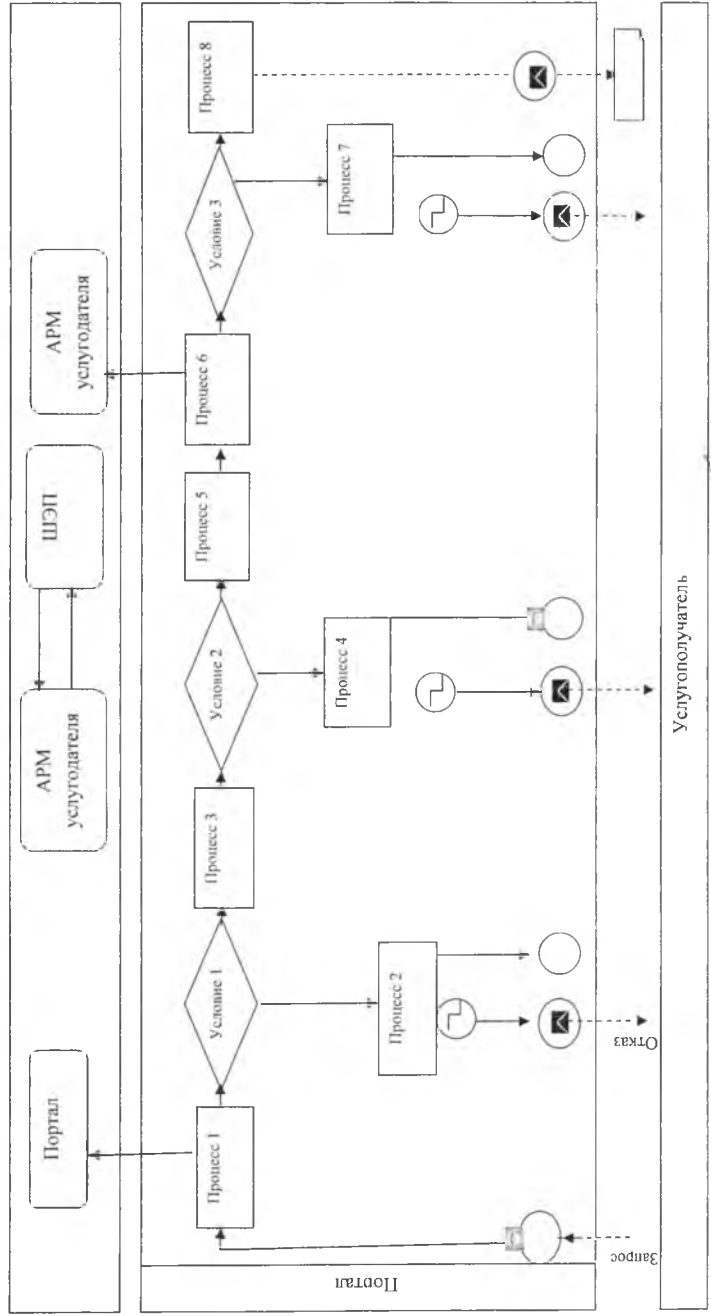 Портал
АРМ
услугодателя
ШЭП
АРМ
услугодателя
Портал
Процесс 1
Условие 1
Процесс 3
Условие 2
Процесс 5
Процесс 6
Условие 3
Процесс 8
Процесс 2
Процесс 4
Процесс 7
Запрос
Отказ
Услугополучатель